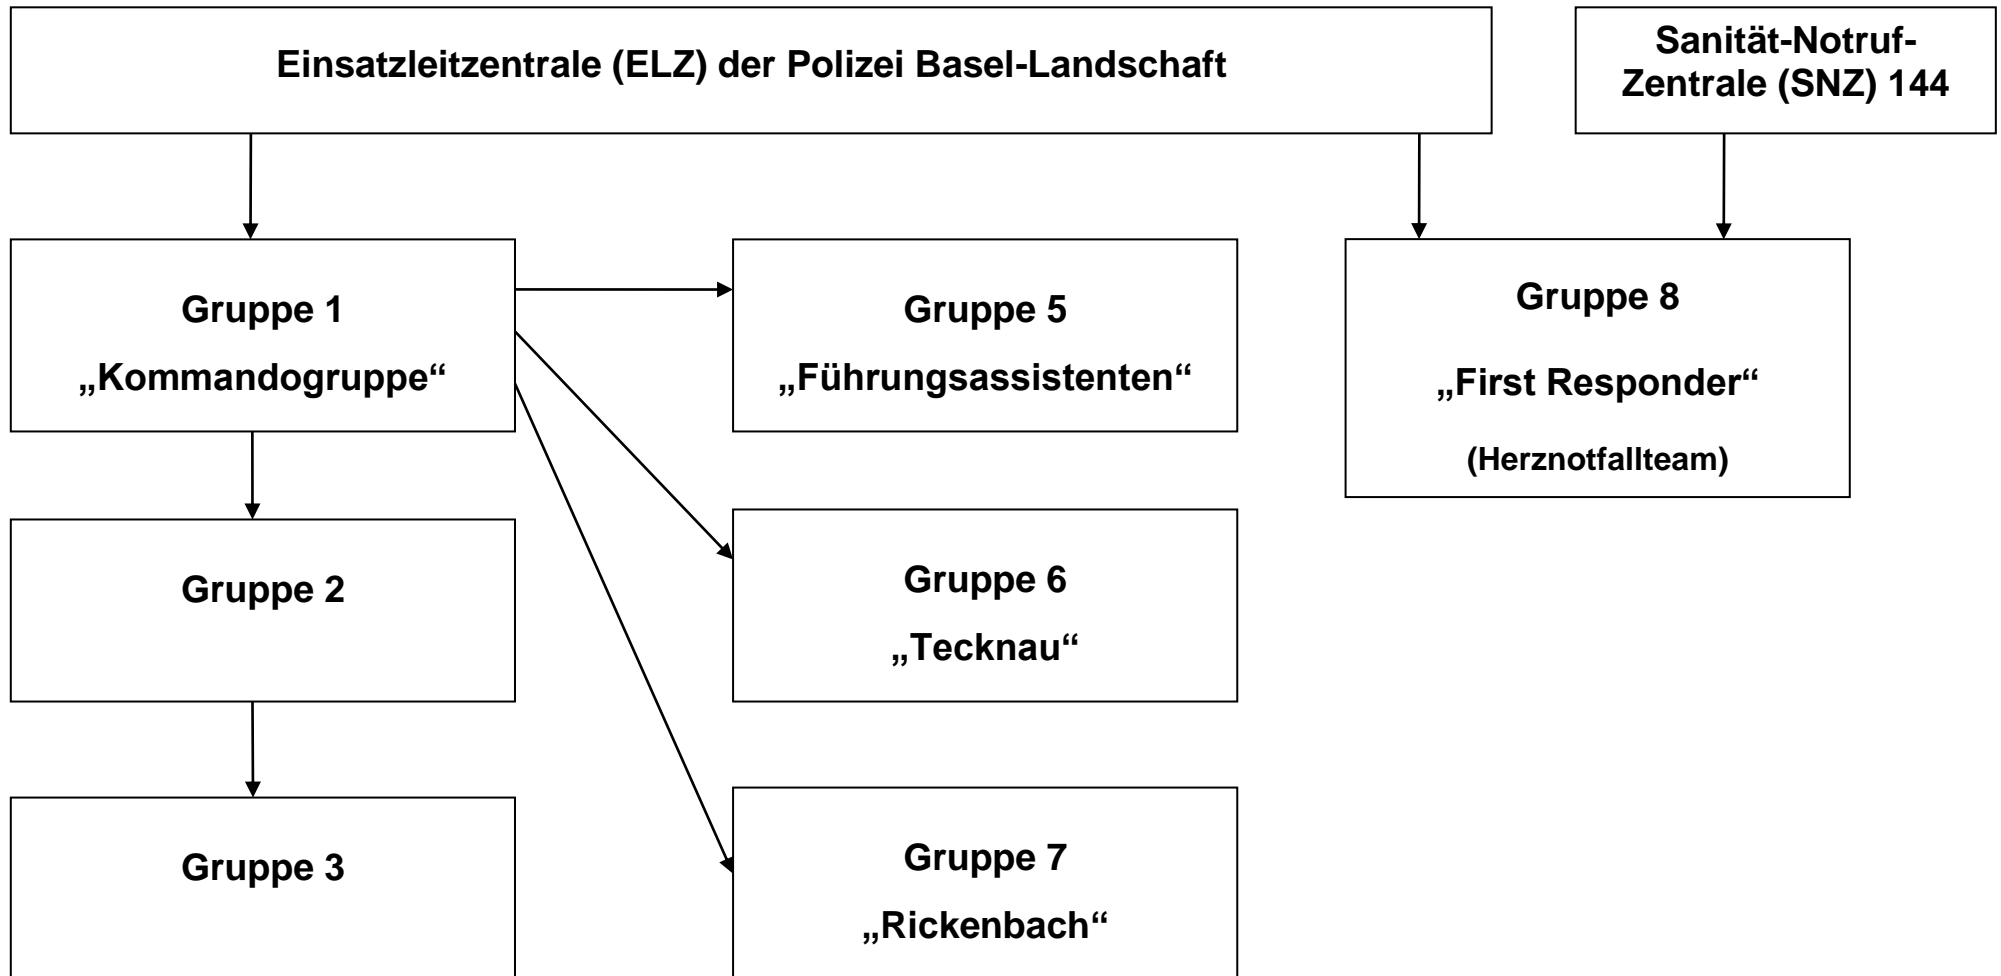 Einsatzleitzentrale (ELZ) der Polizei Basel-Landschaft
Sanität-Notruf-
Zentrale (SNZ) 144
Gruppe 1
„Kommandogruppe“
Gruppe 5
„Führungsassistenten“
Gruppe 8
„First Responder“
(Herznotfallteam)
Gruppe 2
Gruppe 6
„Tecknau“
Gruppe 3
Gruppe 7
„Rickenbach“